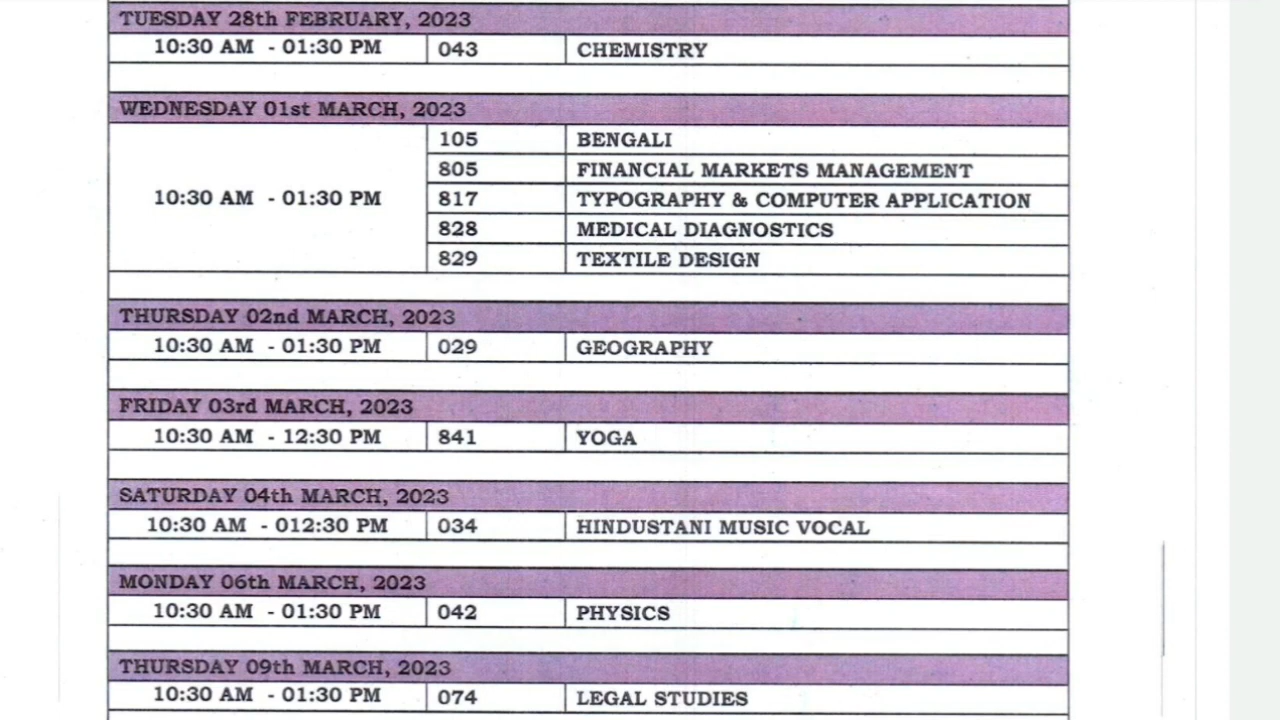 TUESDAY 28th FEBRUARY, 2023
10:30 AM - 01:30 PM 043 CHEMISTRY
WEDNESDAY 01st MARCH, 2023
10:30 AM - 01:30 PM
105 BENGALI
805 FINANCIAL MARKETS MANAGEMENT
817 TYPOGRAPHY & COMPUTER APPLICATION
828 MEDICAL DIAGNOSTICS
829 TEXTILE DESIGN
THURSDAY 02nd MARCH, 2023
10:30 AM - 01:30 PM 029 GEOGRAPHY
FRIDAY 03rd MARCH, 2023
10:30 AM - 12:30 PM 841 YOGA
SATURDAY 04th MARCH, 2023
10:30 AM - 012:30 PM 034 HINDUSTANI MUSIC VOCAL
MONDAY 06th MARCH, 2023
10:30 AM - 01:30 PM 042 PHYSICS
THURSDAY 09th MARCH, 2023
10:30 AM - 01:30 PM 074 LEGAL STUDIES